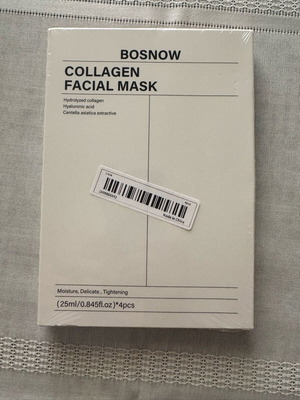 BOSNOW
COLLAGEN
FACIAL MASK
Hydrolyzed collagen
Hyaluronic acid
Centella asiatica extractive
Made in China
Moisture, Delicate , Tightening
(25ml/0.845fl.oz)*4pcs